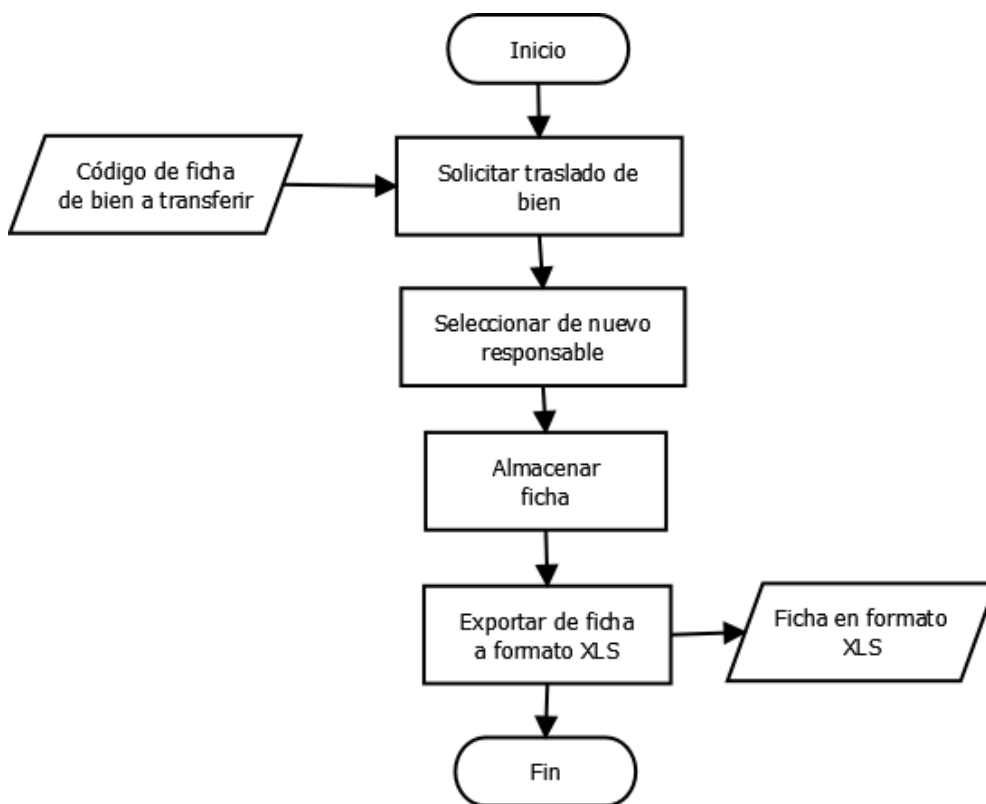 Inicio
Código de ficha
de bien a transferir
Solicitar traslado de
bien
Seleccionar de nuevo
responsable
Almacenar
ficha
Exportar de ficha
a formato XLS
Ficha en formato
XLS
Fin